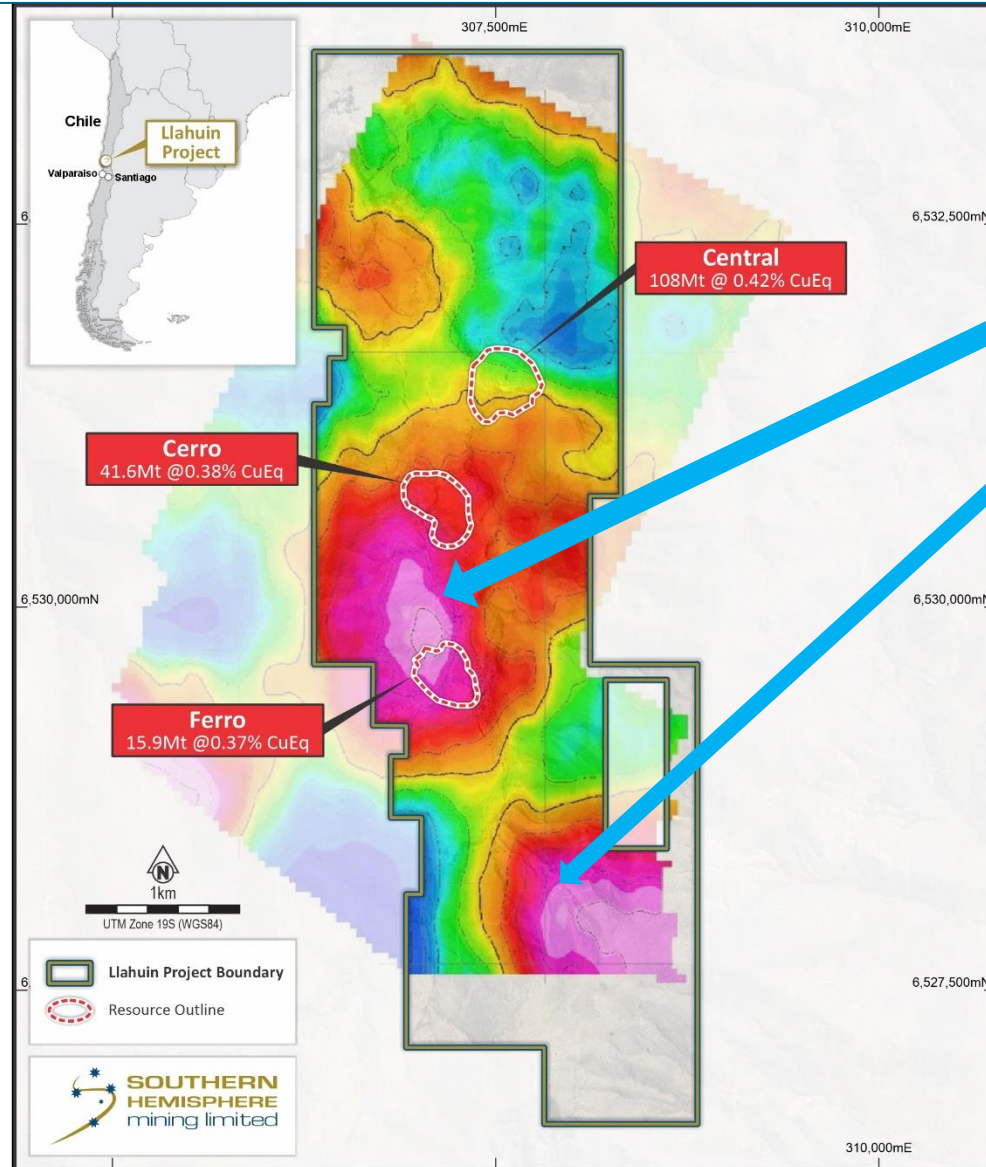 307,500mE
310,000mE
Chile
Llahuin
Project
Valparaiso
Santiago
6,
6,532,500mN
Central
108Mt @ 0.42% CuEq
Cerro
41.6Mt @0.38% CuEq
6,530,000mN
6,530,000mN
Ferro
15.9Mt @0.37% CuEq
N
1km
UTM Zone 19S (WGS84)
6,
6,527,500mN
Llahuin Project Boundary
Resource Outline
SOUTHERN
HEMISPHERE
mining limited
310,000mE